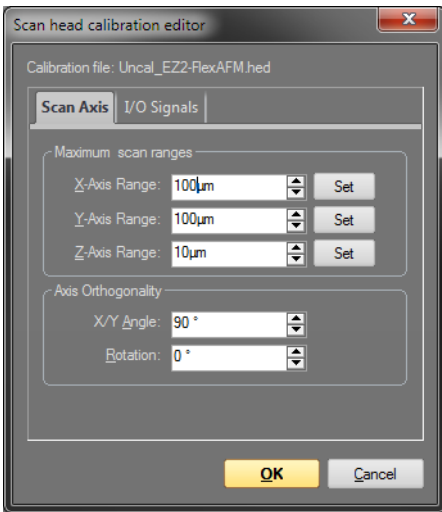 Scan head calibration editor
Calibration file: Uncal_EZ2-FlexAFM.hed
Scan Axis I/O Signals
Maximum scan ranges
X-Axis Range: 100µm Set
Y-Axis Range: 100µm Set
Z-Axis Range: 10µm Set
Axis Orthogonality
X/Y Angle: 90 °
Rotation: 0 °
OK Cancel